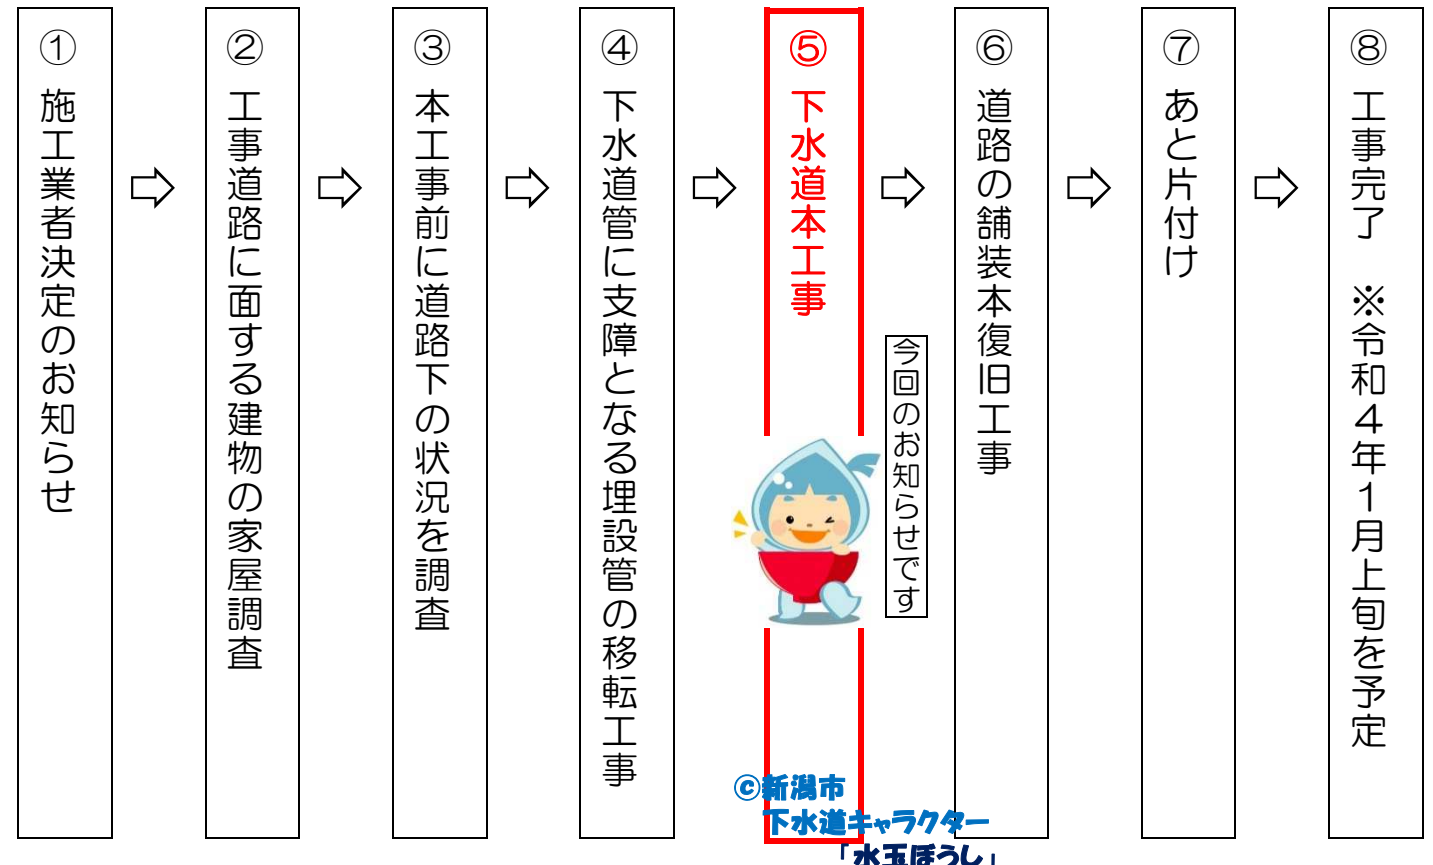 ① 施工業者決定のお知らせ
② 工事道路に面する建物の家屋調査
③ 本工事前に道路下の状況を調査
④ 下水道管に支障となる埋設管の移転工事
⑤ 下水道本工事
今回のお知らせです
⑥ 道路の舗装本復旧工事
⑦ あと片付け
⑧ 工事完了 ※令和４年１月上旬を予定
©新潟市
下水道キャラクター
「水玉ぼうし」